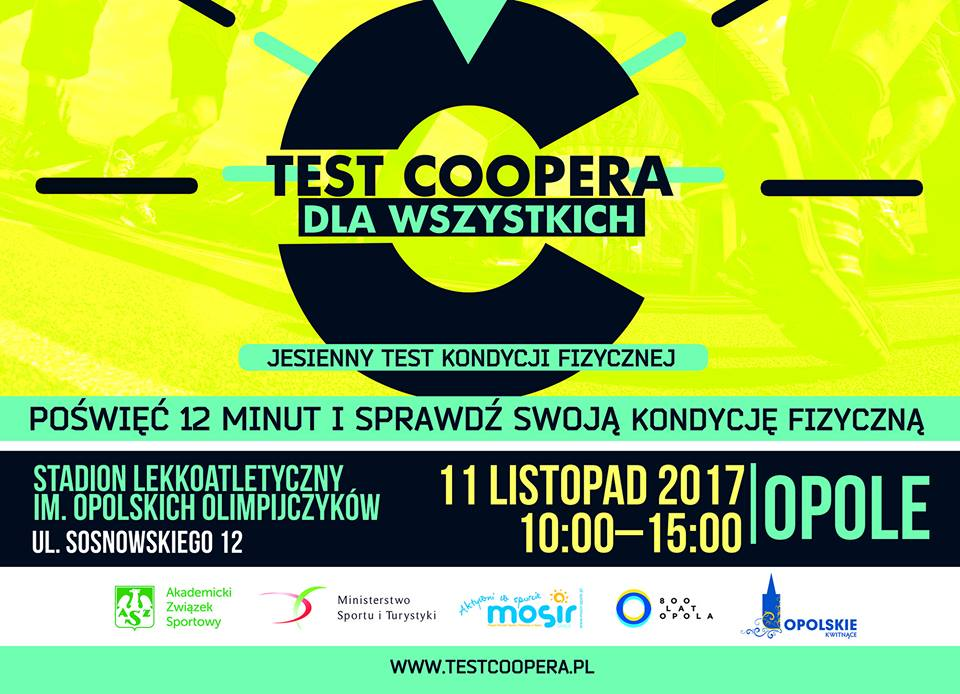 TEST COOPERA
DLA WSZYSTKICH
JESIENNY TEST KONDYCJI FIZYCZNEJ
POŚWIĘĆ 12 MINUT I SPRAWDŹ SWOJĄ KONDYCJĘ FIZYCZNĄ
STADION LEKKOATLETYCZNY
IM. OPOLSKICH OLIMPIJCZYKÓW
UL. SOSNOWSKIEGO 12
11 LISTOPAD 2017
10:00–15:00
OPOLE
AZS
Akademicki
Związek
Sportowy
Ministerstwo
Sportu i Turystyki
Aktywni w sporcie
mosir
800
LAT
OPOLA
OPOLSKIE
KWITNĄCE
WWW.TESTCOOPERA.PL